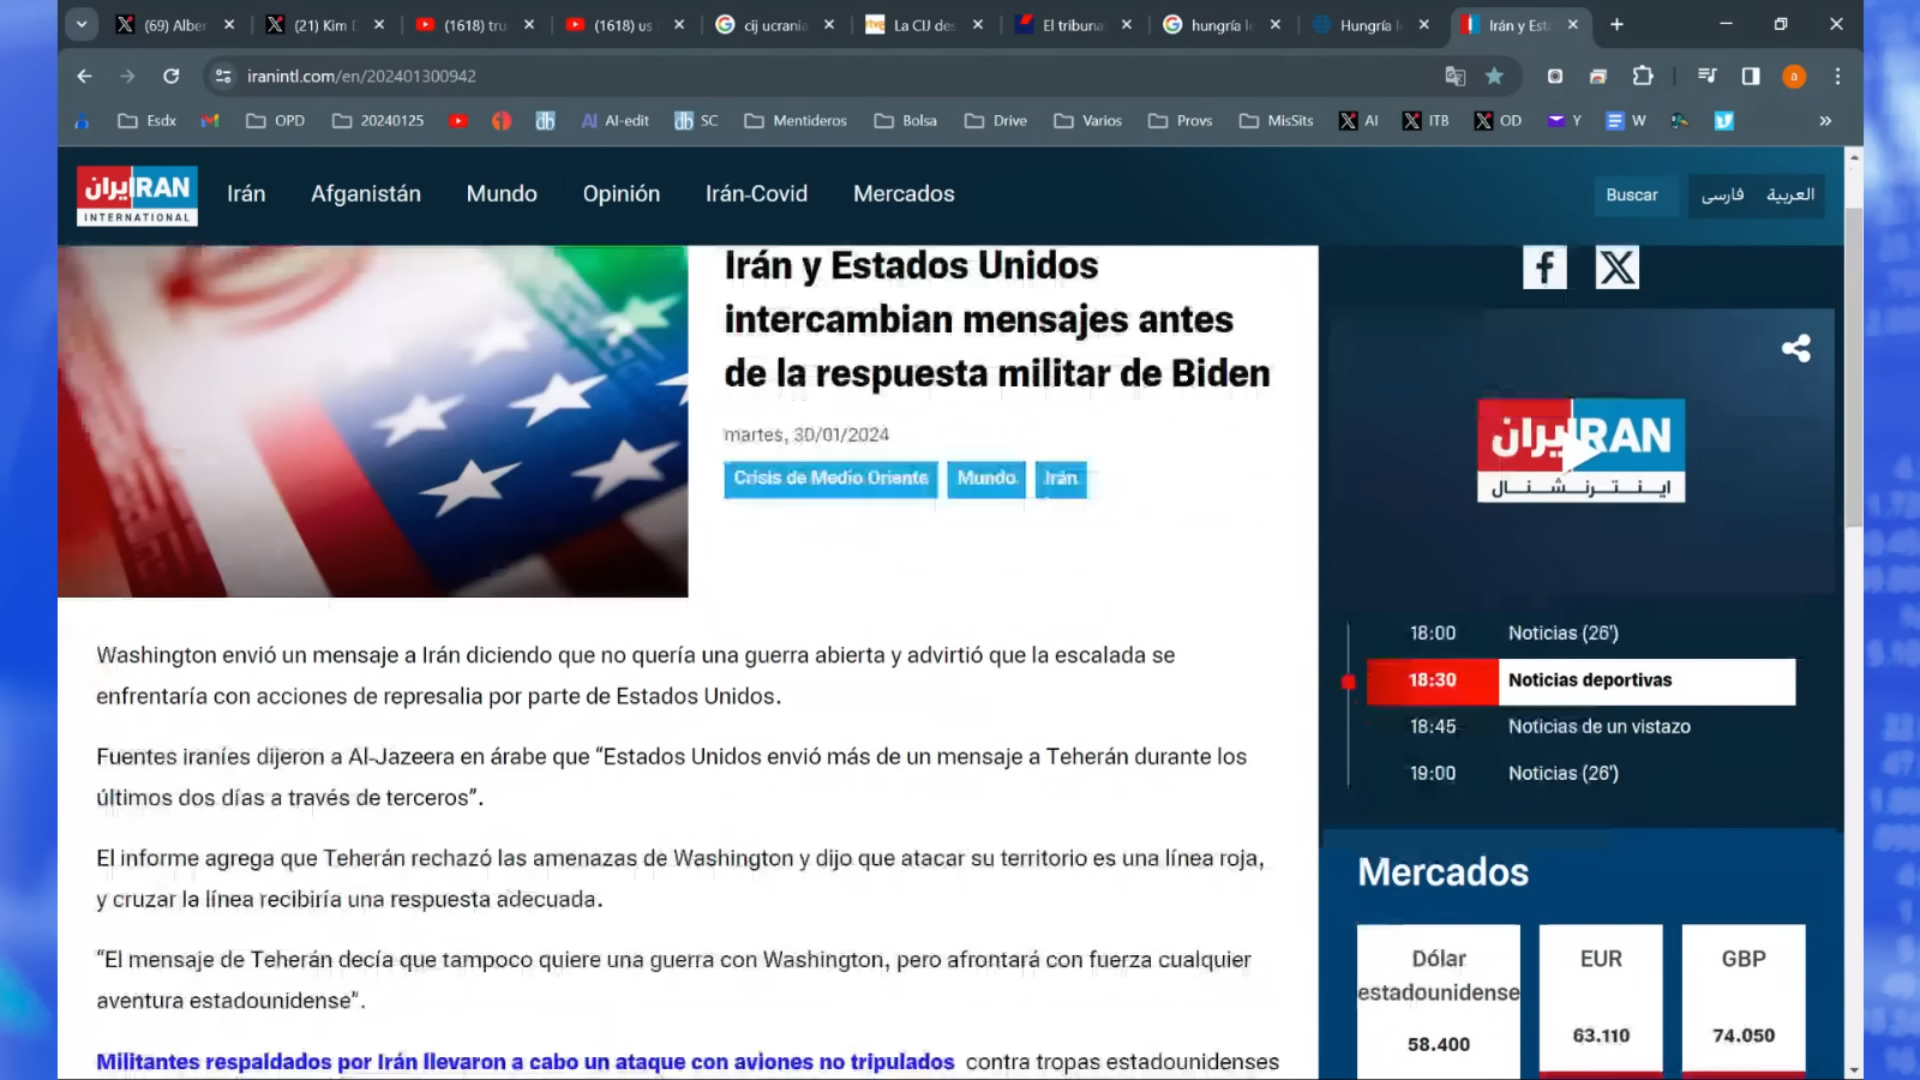 (69) Alber
(21) Kim D
(1618) tru
(1618) us
cij ucrania
La CIJ des
El tribuna
hungría le
Hungría l
Irán y Est
iranintl.com/en/202401300942
a
Esdx
OPD
20240125
AI AI-edit
db SC
Mentideros
Bolsa
Drive
Varios
Provs
MisSits
AI
ITB
OD
Y
W
ایران IRAN
INTERNATIONAL
Irán
Afganistán
Mundo
Opinión
Irán-Covid
Mercados
Buscar
فارسی
العربية
Irán y Estados Unidos
intercambian mensajes antes
de la respuesta militar de Biden
martes, 30/01/2024
Crisis de Medio Oriente
Mundo
Irán
Washington envió un mensaje a Irán diciendo que no quería una guerra abierta y advirtió que la escalada se
enfrentaría con acciones de represalia por parte de Estados Unidos.
Fuentes iraníes dijeron a Al-Jazeera en árabe que “Estados Unidos envió más de un mensaje a Teherán durante los
últimos dos días a través de terceros”.
El informe agrega que Teherán rechazó las amenazas de Washington y dijo que atacar su territorio es una línea roja,
y cruzar la línea recibiría una respuesta adecuada.
“El mensaje de Teherán decía que tampoco quiere una guerra con Washington, pero afrontará con fuerza cualquier
aventura estadounidense”.
Militantes respaldados por Irán llevaron a cabo un ataque con aviones no tripulados contra tropas estadounidenses
ایران IRAN
اینترنشنال
18:00 Noticias (26')
18:30 Noticias deportivas
18:45 Noticias de un vistazo
19:00 Noticias (26')
Mercados
Dólar
estadounidense
58.400
EUR
63.110
GBP
74.050